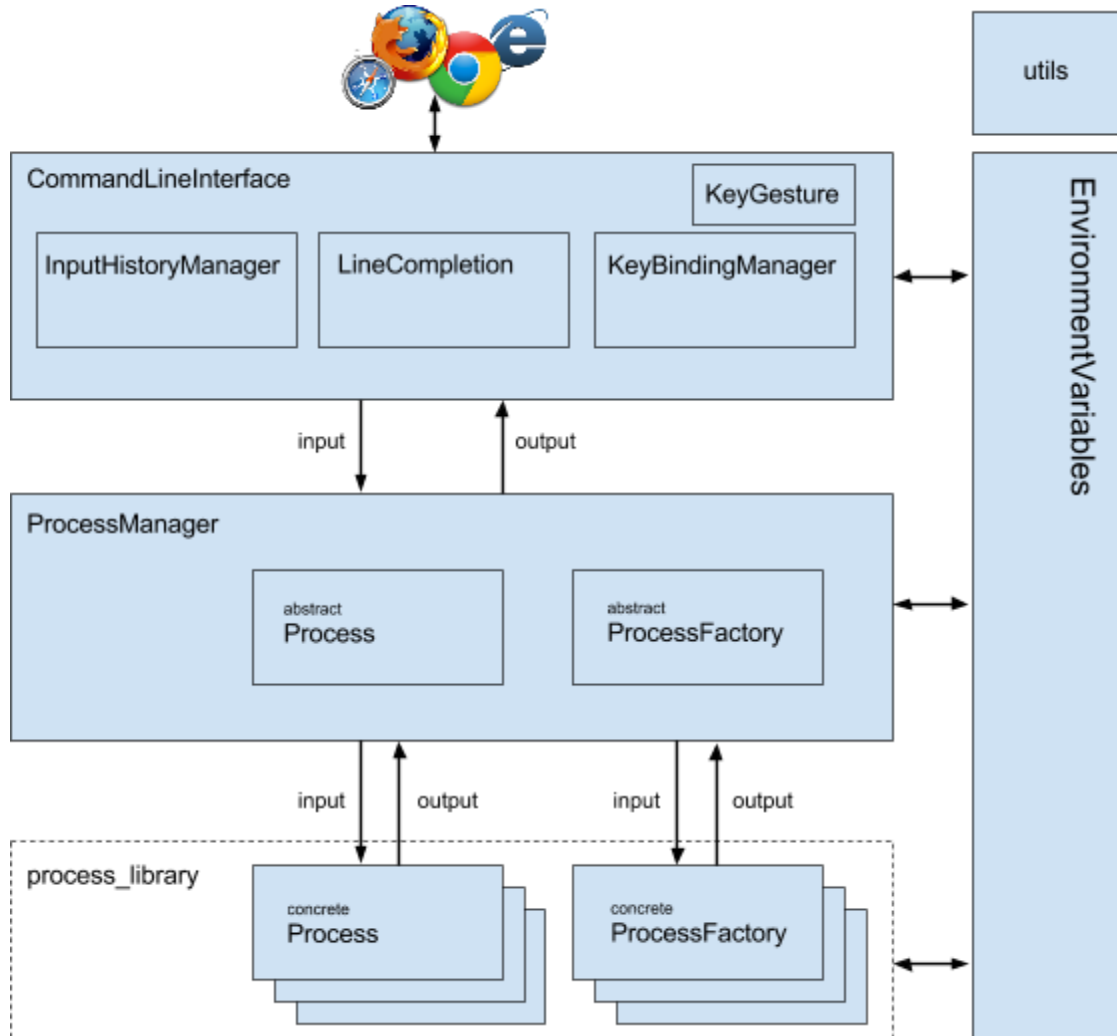 utils
CommandLineInterface
KeyGesture
InputHistoryManager
LineCompletion
KeyBindingManager
EnvironmentVariables
input
output
ProcessManager
abstract
Process
abstract
ProcessFactory
input
output
input
output
process_library
concrete
Process
concrete
ProcessFactory